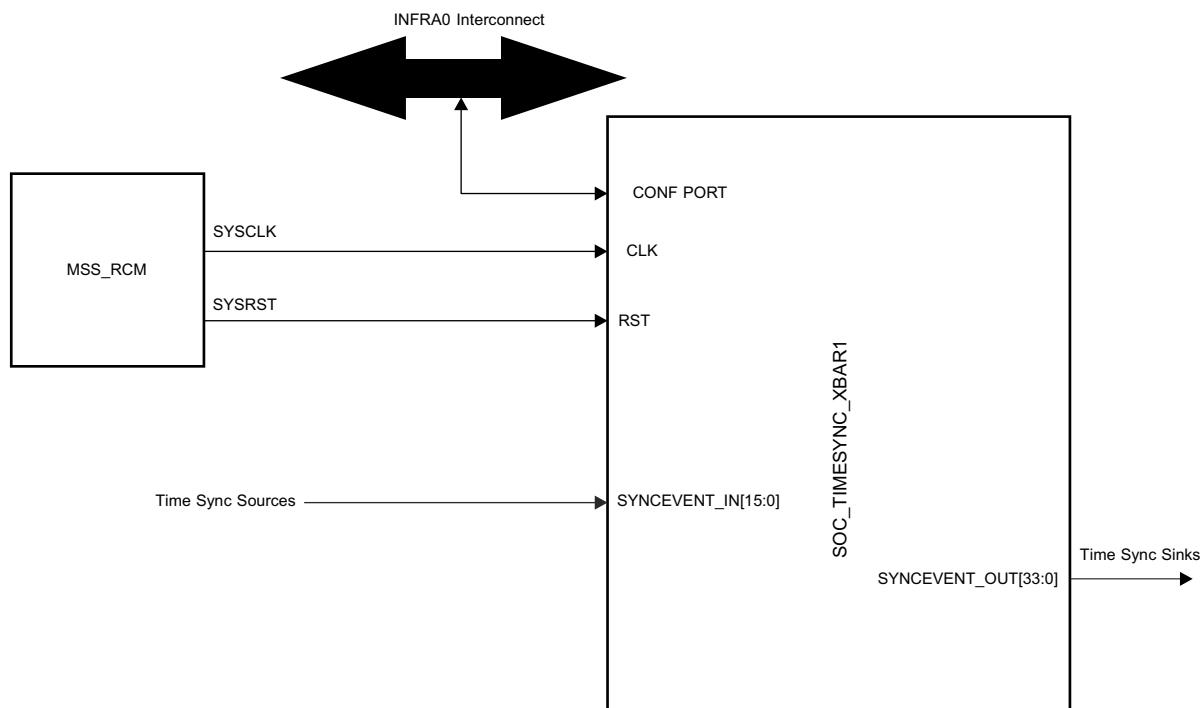 INFRA0 Interconnect
CONF PORT
SYSCLK
CLK
MSS_RCM
SYSRST
RST
SOC_TIMESYNC_XBAR1
Time Sync Sources
SYNCEVENT_IN[15:0]
Time Sync Sinks
SYNCEVENT_OUT[33:0]